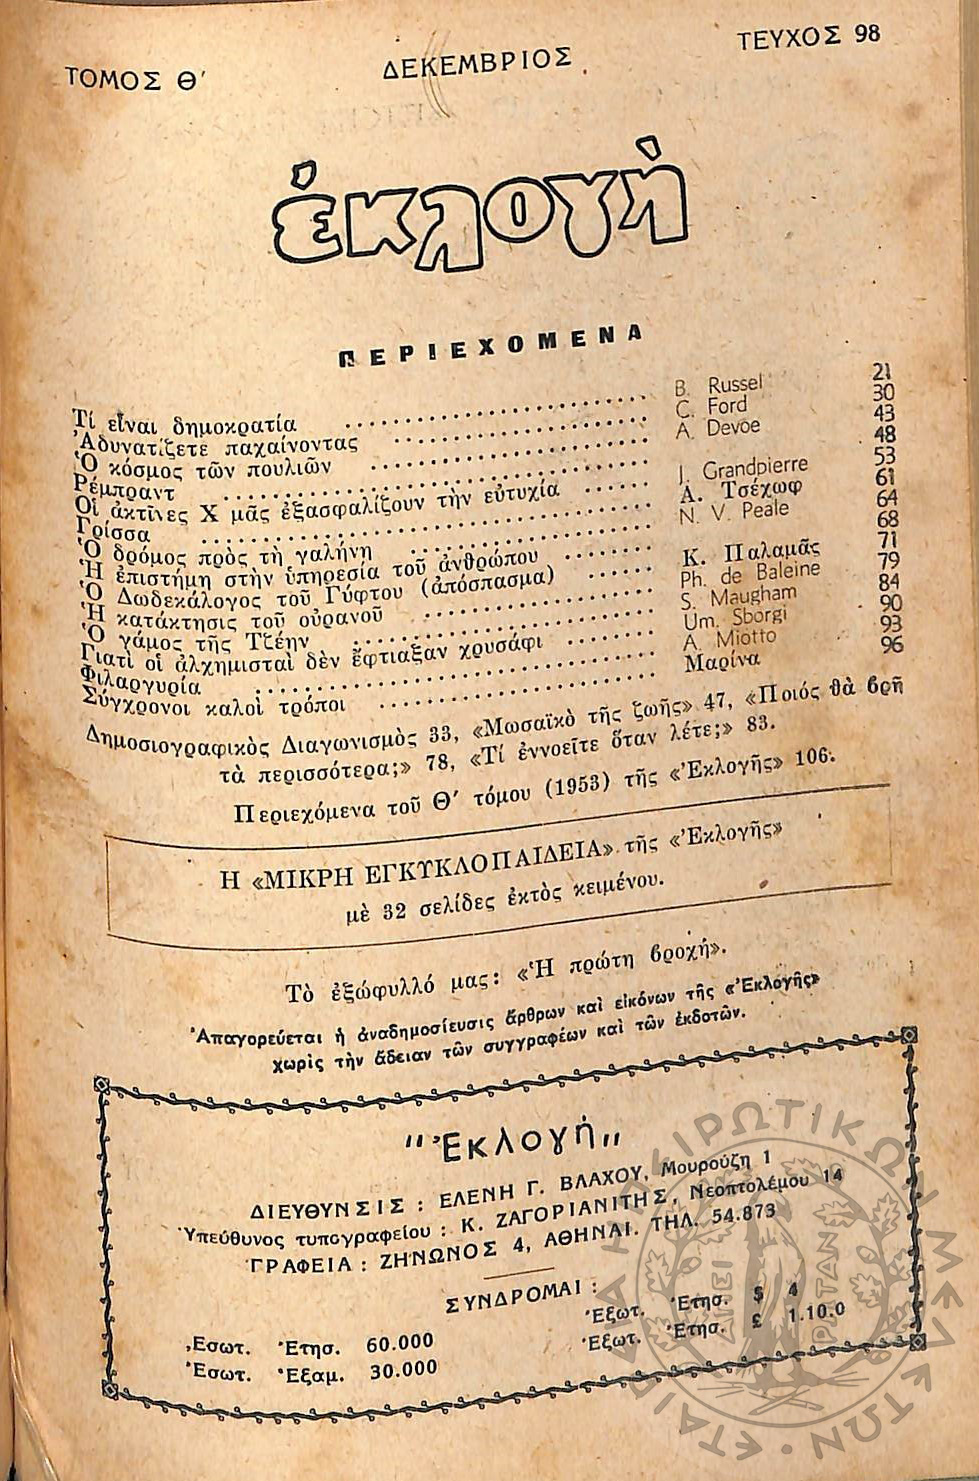 ΤΟΜΟΣ Θ΄ ΔΕΚΕΜΒΡΙΟΣ ΤΕΥΧΟΣ 98
ἐκλογὴ
ΠΕΡΙΕΧΟΜΕΝΑ
Τί εἶναι δημοκρατία B. Russel 21
Ἀδυνατίζετε παχαίνοντας C. Ford 30
Ὁ κόσμος τῶν πουλιῶν A. Devoe 43
Ρέμπραντ 48
Οἱ ἀκτῖνες Χ μᾶς ἐξασφαλίζουν τὴν εὐτυχία J. Grandpierre 53
Γρίσσα Ἀ. Τσέχωφ 61
Ὁ δρόμος πρὸς τὴ γαλήνη N. V. Peale 64
Ἡ ἐπιστήμη στὴν ὑπηρεσία τοῦ ἀνθρώπου 68
Ὁ Δωδεκάλογος τοῦ Γύφτου (ἀπόσπασμα) Κ. Παλαμᾶς 71
Ἡ κατάκτησις τοῦ οὐρανοῦ Ph. de Baleine 79
Ὁ γάμος τῆς Τζέην S. Maugham 84
Γιατὶ οἱ ἀλχημισταὶ δὲν ἔφτιαξαν χρυσάφι Um. Sborgi 90
Φιλαργυρία A. Miotto 93
Σύγχρονοι καλοὶ τρόποι Μαρίνα 96
Δημοσιογραφικὸς Διαγωνισμὸς 33, «Μωσαϊκὸ τῆς ζωῆς» 47, «Ποιός θὰ βρῆ
τὰ περισσότερα;» 78, «Τί ἐννοεῖτε ὅταν λέτε;» 83.
Περιεχόμενα τοῦ Θ΄ τόμου (1953) τῆς «Ἐκλογῆς» 106.
Η «ΜΙΚΡΗ ΕΓΚΥΚΛΟΠΑΙΔΕΙΑ» τῆς «Ἐκλογῆς»
μὲ 32 σελίδες ἐκτὸς κειμένου.
Τὸ ἐξώφυλλό μας: «Ἡ πρώτη βροχή».
Ἀπαγορεύεται ἡ ἀναδημοσίευσις ἄρθρων καὶ εἰκόνων τῆς «Ἐκλογῆς»
χωρὶς τὴν ἄδειαν τῶν συγγραφέων καὶ τῶν ἐκδοτῶν.
"Ἐκλογή"
ΔΙΕΥΘΥΝΣΙΣ : ΕΛΕΝΗ Γ. ΒΛΑΧΟΥ, Μουρούζη 1
Ὑπεύθυνος τυπογραφείου : Κ. ΖΑΓΟΡΙΑΝΙΤΗΣ, Νεοπτολέμου 14
ΓΡΑΦΕΙΑ : ΖΗΝΩΝΟΣ 4, ΑΘΗΝΑΙ. ΤΗΛ. 54.873
ΣΥΝΔΡΟΜΑΙ :
Ἐσωτ. Ἐτησ. 60.000 Ἐξωτ. Ἐτησ. $ 4
Ἐσωτ. Ἐξαμ. 30.000 Ἐξωτ. Ἐτησ. £ 1.10.0
ΕΤΑΙΡΕΙΑ ΗΠΕΙΡΩΤΙΚΩΝ ΜΕΛΕΤΩΝ